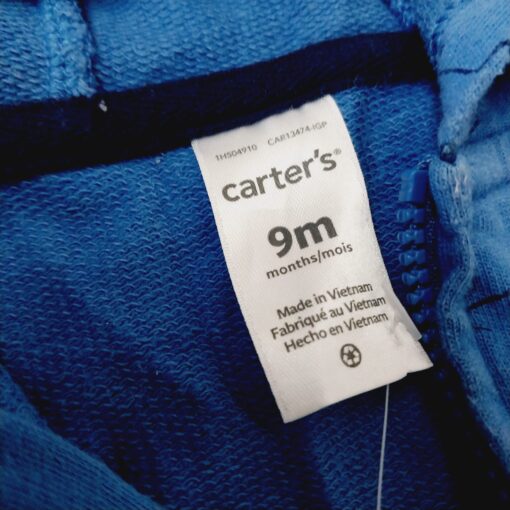 1H504910 CAR13474-IGP
carter's®
9m
months/mois
Made in Vietnam
Fabriqué au Vietnam
Hecho en Vietnam